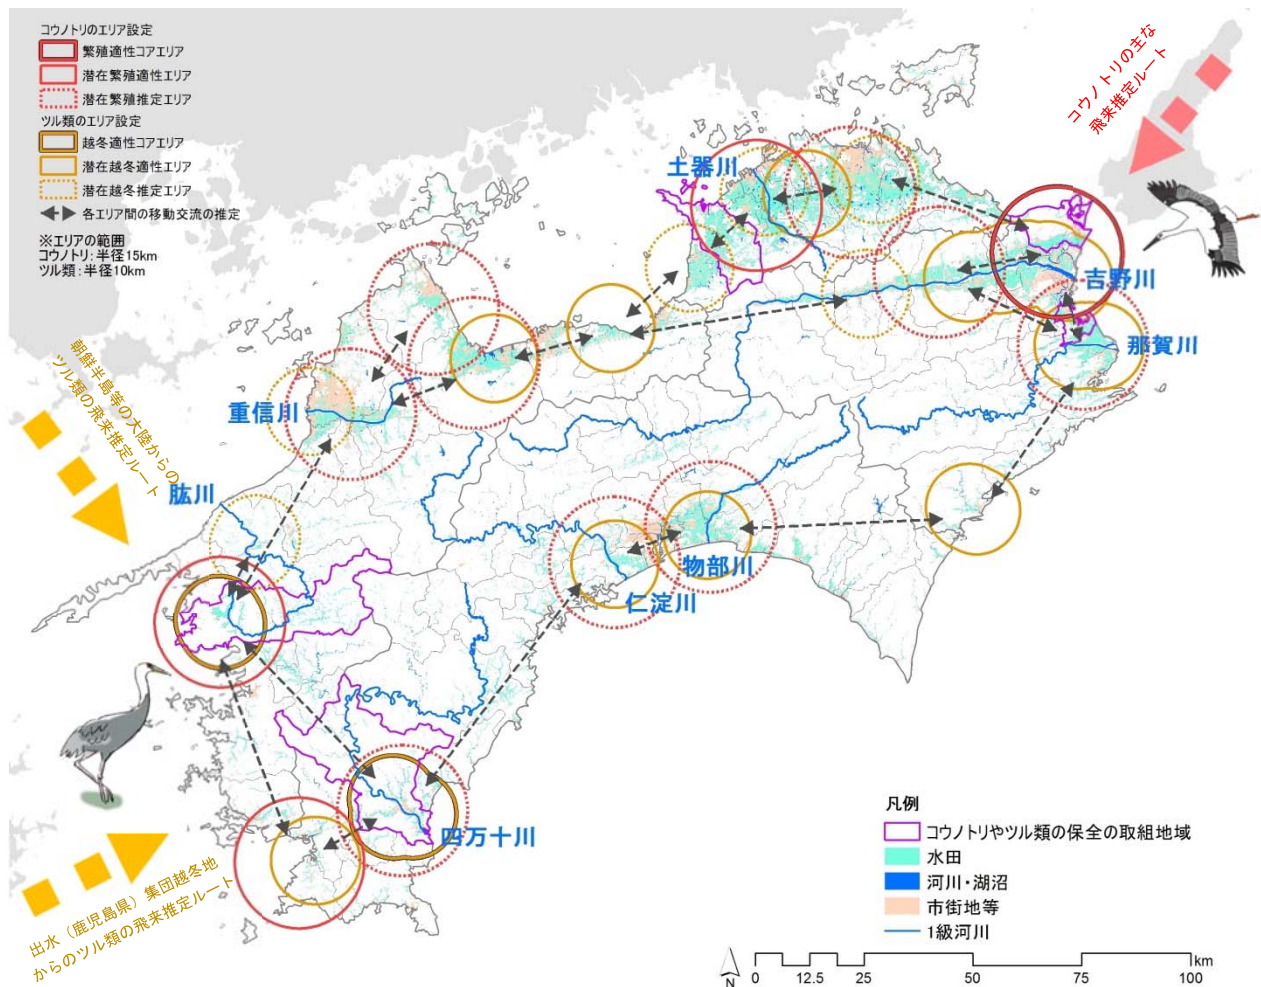 コウノトリのエリア設定
繁殖適性コアエリア
潜在繁殖適性エリア
潜在繁殖推定エリア
ツル類のエリア設定
越冬適性コアエリア
潜在越冬適性エリア
潜在越冬推定エリア
各エリア間の移動交流の推定
※エリアの範囲
コウノトリ:半径15km
ツル類:半径10km
コウノトリの主な
飛来推定ルート
土器川
吉野川
那賀川
重信川
朝鮮半島等の大陸からの
ツル類の飛来推定ルート
肱川
物部川
仁淀川
四万十川
出水(鹿児島県)集団越冬地
からのツル類の飛来推定ルート
凡例
コウノトリやツル類の保全の取組地域
水田
河川・湖沼
市街地等
1級河川
N
km
0 12.5 25 50 75 100